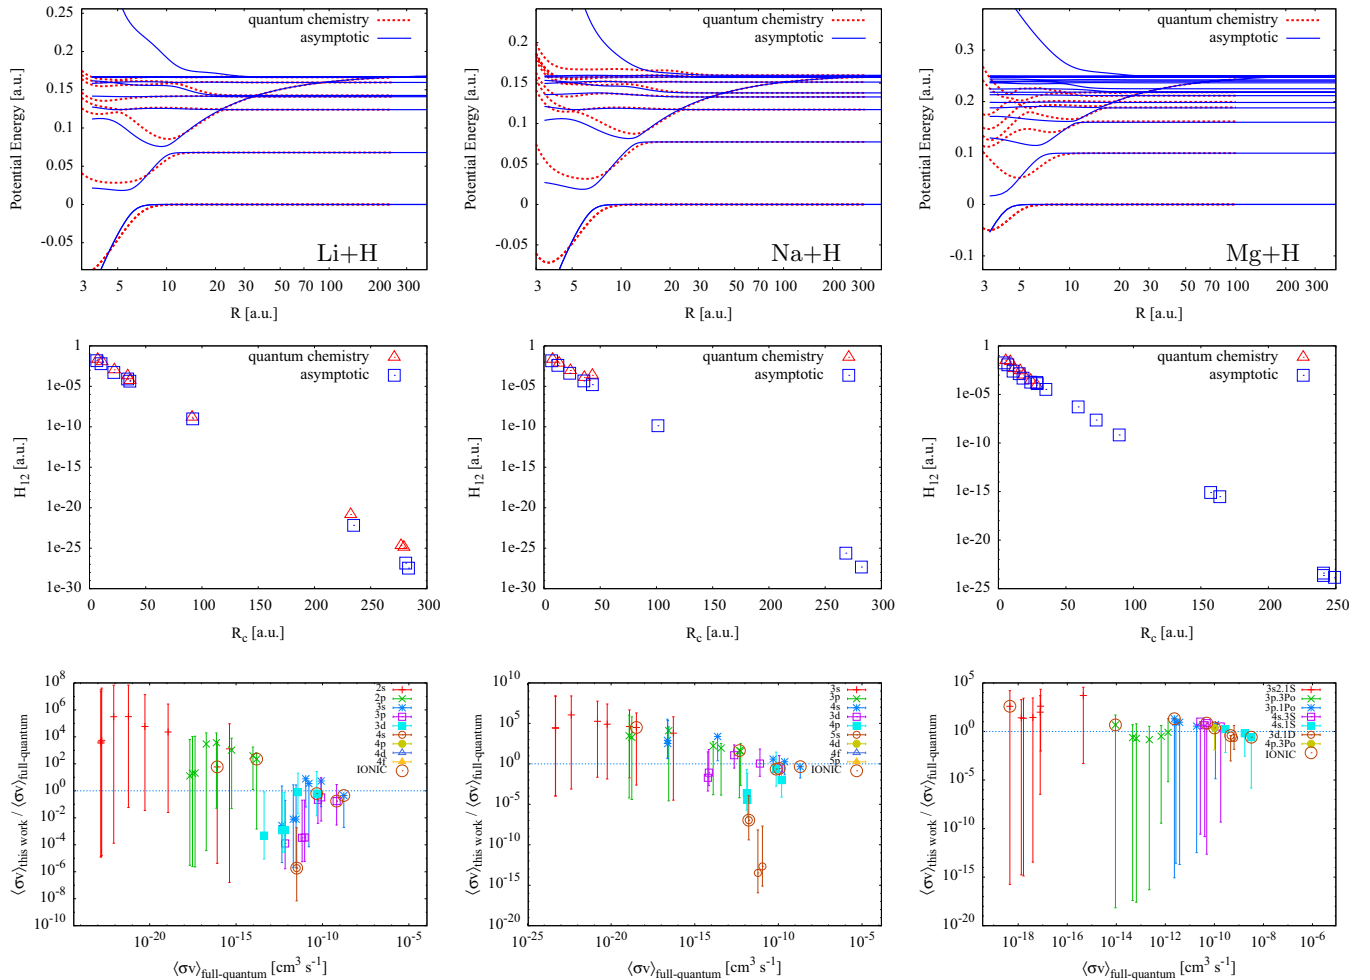 quantum chemistry
asymptotic
Potential Energy [a.u.]
0.25
0.2
0.15
0.1
0.05
0
-0.05
3 5 10 20 30 50 70 100 200 300
R [a.u.]
Li+H
quantum chemistry
asymptotic
Potential Energy [a.u.]
0.2
0.15
0.1
0.05
0
-0.05
3 5 10 20 30 50 70 100 200 300
R [a.u.]
Na+H
quantum chemistry
asymptotic
Potential Energy [a.u.]
0.3
0.2
0.1
0
-0.1
3 5 10 20 30 50 70 100 200 300
R [a.u.]
Mg+H
quantum chemistry
asymptotic
H12 [a.u.]
1
1e-05
1e-10
1e-15
1e-20
1e-25
1e-30
0 50 100 150 200 250 300
Rc [a.u.]
quantum chemistry
asymptotic
H12 [a.u.]
1
1e-05
1e-10
1e-15
1e-20
1e-25
1e-30
0 50 100 150 200 250 300
Rc [a.u.]
quantum chemistry
asymptotic
H12 [a.u.]
1
1e-05
1e-10
1e-15
1e-20
1e-25
0 50 100 150 200 250
Rc [a.u.]
⟨σv⟩this work / ⟨σv⟩full-quantum
10^8
10^6
10^4
10^2
10^0
10^-2
10^-4
10^-6
10^-8
10^-10
10^-20 10^-15 10^-10 10^-5
⟨σv⟩full-quantum [cm^3 s^-1]
2s
2p
3s
3p
3d
4s
4p
4d
4f
IONIC
⟨σv⟩this work / ⟨σv⟩full-quantum
10^10
10^5
10^0
10^-5
10^-10
10^-15
10^-20
10^-25 10^-20 10^-15 10^-10 10^-5
⟨σv⟩full-quantum [cm^3 s^-1]
3s
3p
4s
3d
4p
5s
4d
4f
5p
IONIC
⟨σv⟩this work / ⟨σv⟩full-quantum
10^5
10^0
10^-5
10^-10
10^-15
10^-20
10^-18 10^-16 10^-14 10^-12 10^-10 10^-8 10^-6
⟨σv⟩full-quantum [cm^3 s^-1]
3s2.1S
3p.3Po
3p.1Po
4s.3S
4s.1S
3d.1D
4p.3Po
IONIC